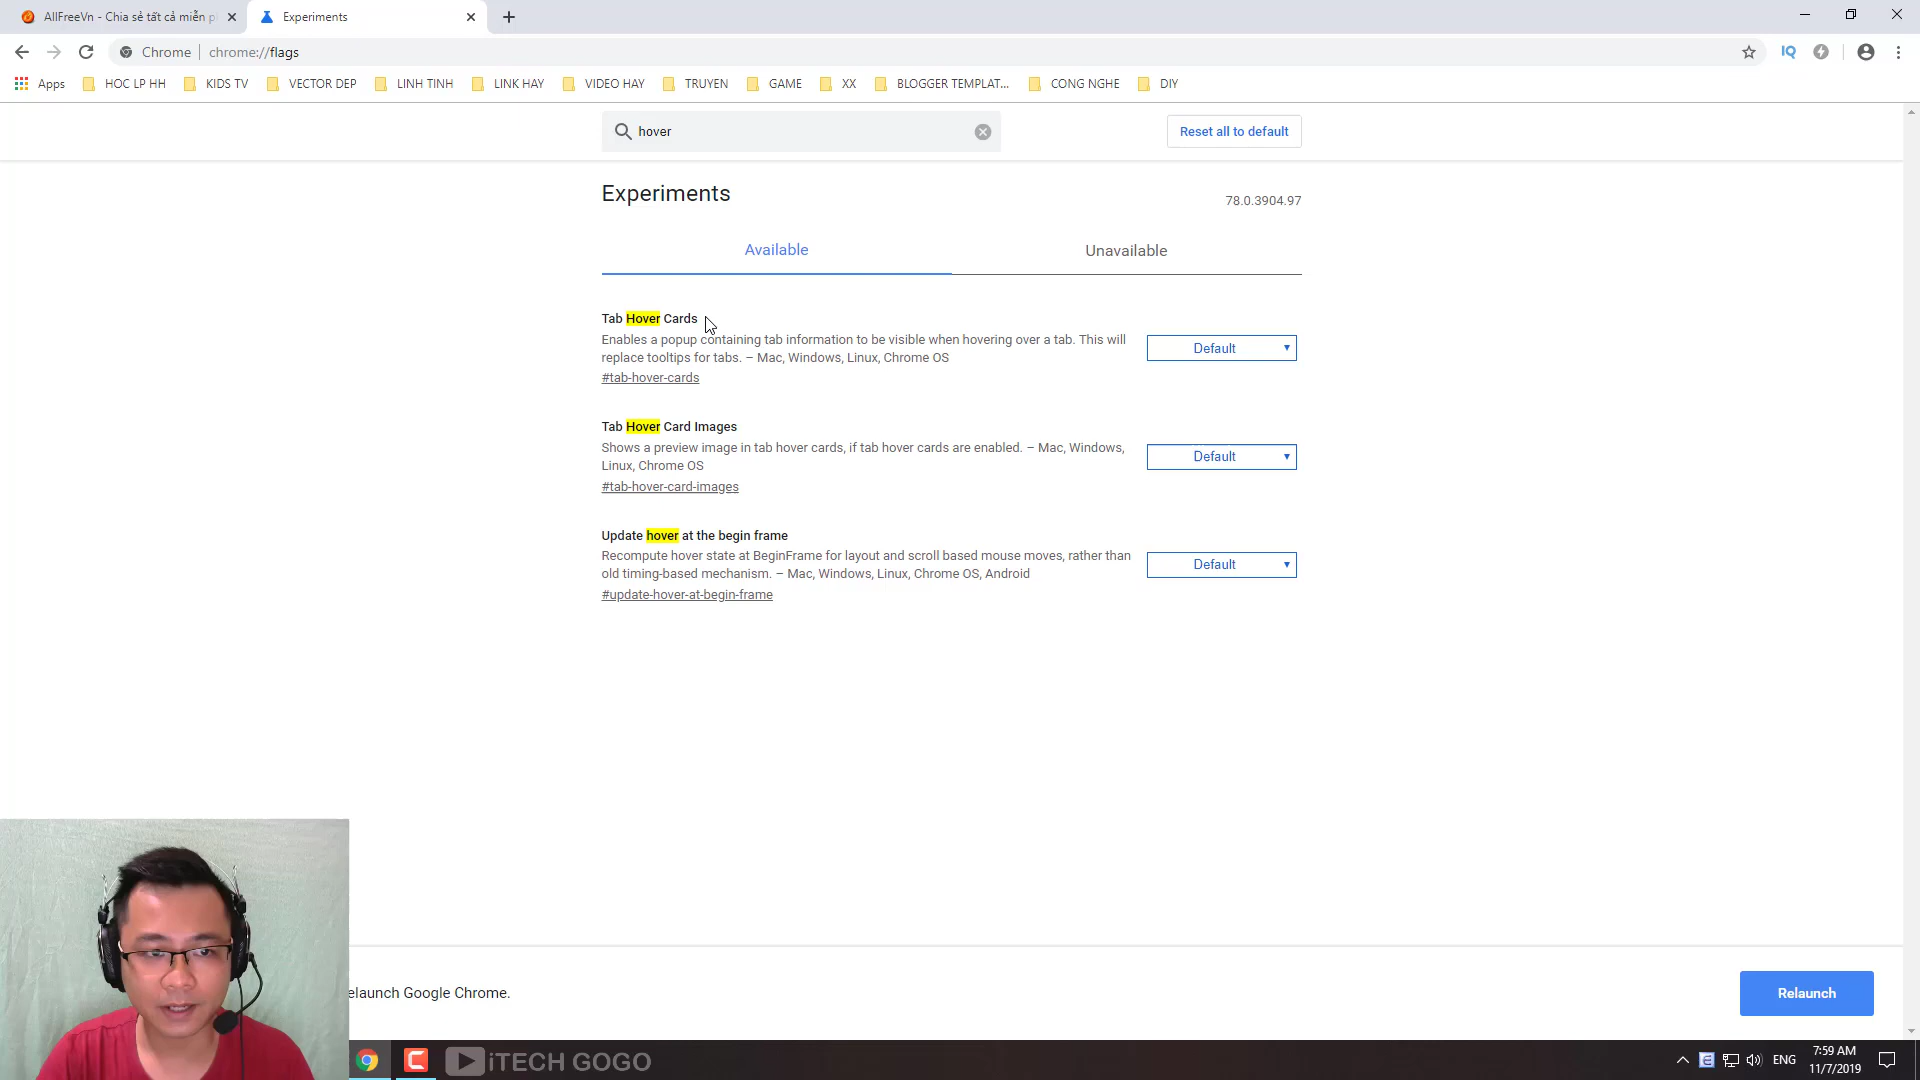 AllFreeVn - Chia sẻ tất cả miễn p
Experiments
Chrome
chrome://flags
IQ
Apps
HOC LP HH
KIDS TV
VECTOR DEP
LINH TINH
LINK HAY
VIDEO HAY
TRUYEN
GAME
XX
BLOGGER TEMPLAT...
CONG NGHE
DIY
hover
Reset all to default
Experiments
78.0.3904.97
Available
Unavailable
Tab Hover Cards
Enables a popup containing tab information to be visible when hovering over a tab. This will
replace tooltips for tabs. – Mac, Windows, Linux, Chrome OS
#tab-hover-cards
Default
Tab Hover Card Images
Shows a preview image in tab hover cards, if tab hover cards are enabled. – Mac, Windows,
Linux, Chrome OS
#tab-hover-card-images
Default
Update hover at the begin frame
Recompute hover state at BeginFrame for layout and scroll based mouse moves, rather than
old timing-based mechanism. – Mac, Windows, Linux, Chrome OS, Android
#update-hover-at-begin-frame
Default
elaunch Google Chrome.
Relaunch
iTECH GOGO
ENG
7:59 AM
11/7/2019